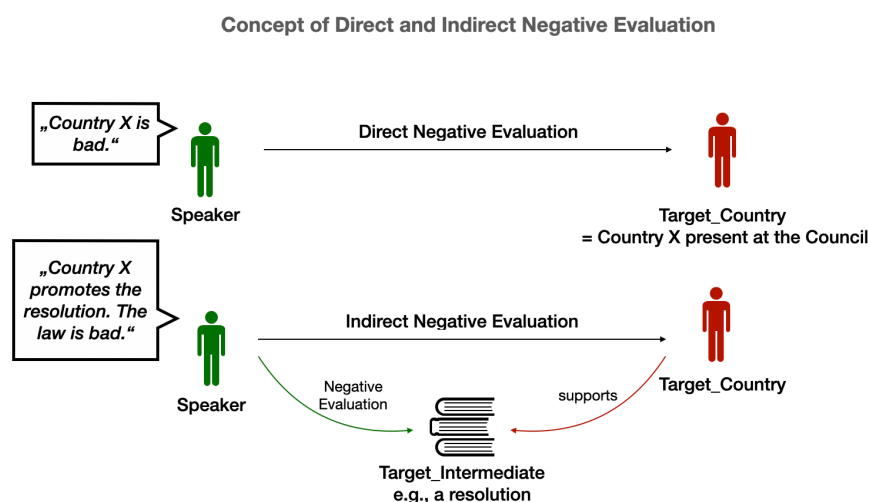 Concept of Direct and Indirect Negative Evaluation
„Country X is
bad.“
Direct Negative Evaluation
Speaker
Target_Country
= Country X present at the Council
„Country X
promotes the
resolution. The
law is bad.“
Indirect Negative Evaluation
Speaker
Negative
Evaluation
supports
Target_Country
Target_Intermediate
e.g., a resolution